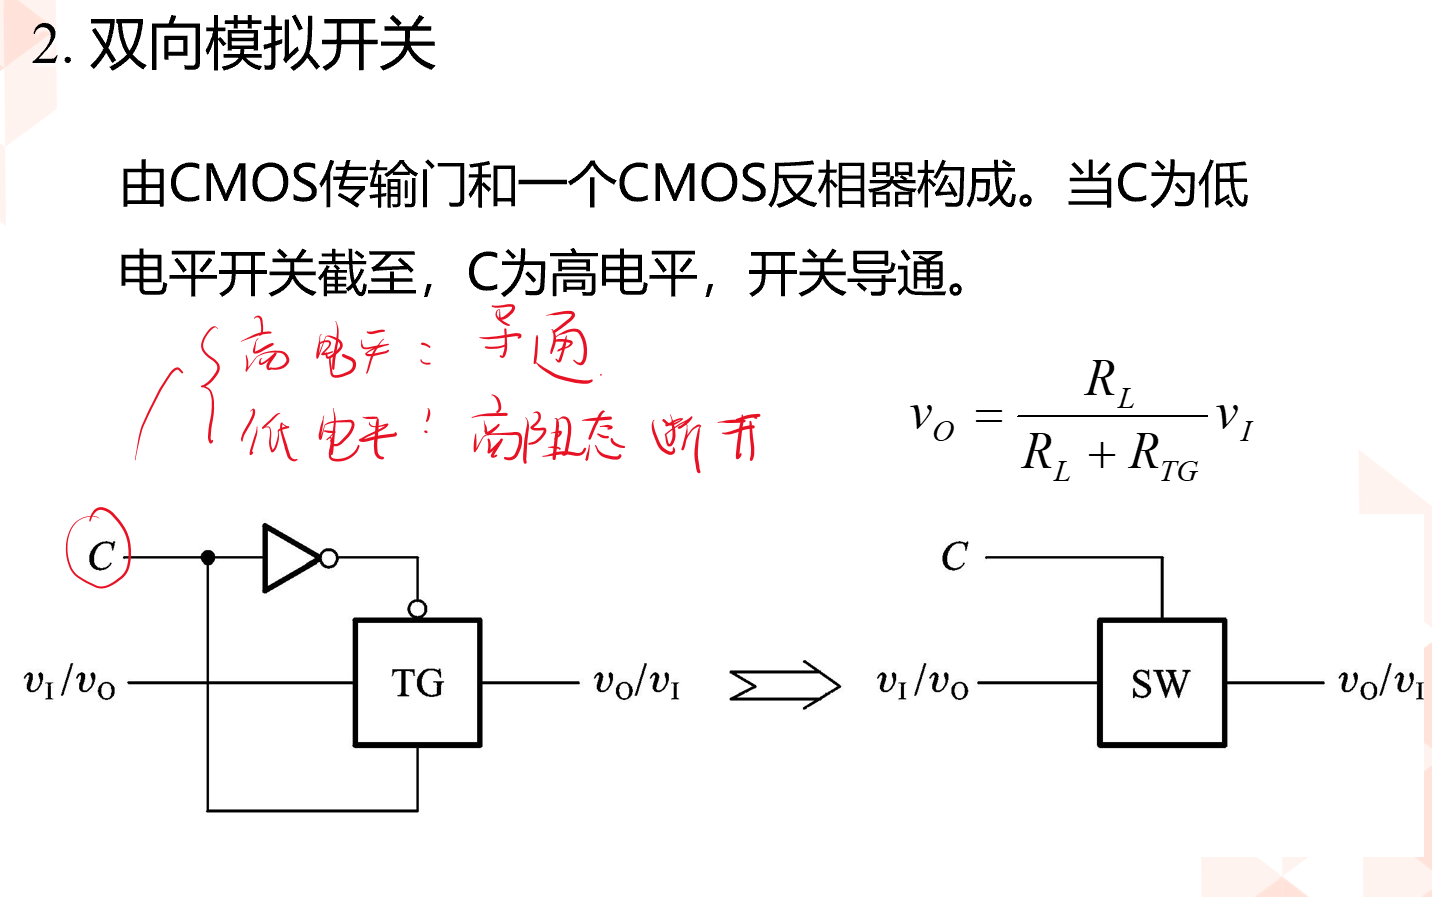 2. 双向模拟开关
由CMOS传输门和一个CMOS反相器构成。当C为低
电平开关截至，C为高电平，开关导通。
高电平：导通
低电平：高阻态 断开
v_O = R_L / (R_L + R_TG) v_I
C
C
v_I/v_O
TG
v_O/v_I
v_I/v_O
SW
v_O/v_I